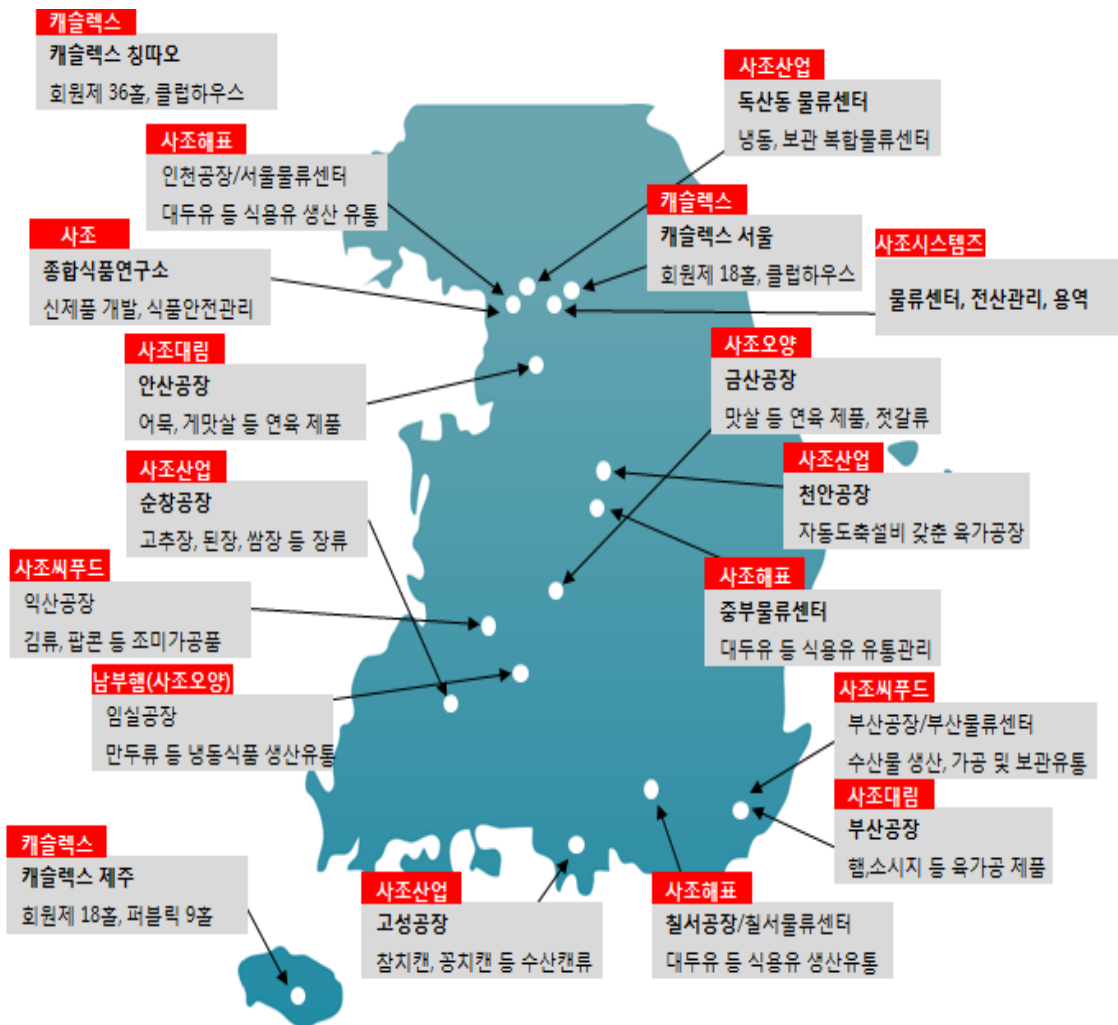 캐슬렉스
캐슬렉스 칭따오
회원제 36홀, 클럽하우스
사조산업
독산동 물류센터
냉동, 보관 복합물류센터
사조해표
인천공장/서울물류센터
대두유 등 식용유 생산 유통
캐슬렉스
캐슬렉스 서울
회원제 18홀, 클럽하우스
사조
종합식품연구소
신제품 개발, 식품안전관리
사조시스템즈
물류센터, 전산관리, 용역
사조대림
안산공장
어묵, 게맛살 등 연육 제품
사조오양
금산공장
맛살 등 연육 제품, 젓갈류
사조산업
순창공장
고추장, 된장, 쌈장 등 장류
사조산업
천안공장
자동도축설비 갖춘 육가공장
사조씨푸드
익산공장
김류, 팝콘 등 조미가공품
사조해표
중부물류센터
대두유 등 식용유 유통관리
남부햄(사조오양)
임실공장
만두류 등 냉동식품 생산유통
사조씨푸드
부산공장/부산물류센터
수산물 생산, 가공 및 보관유통
사조대림
부산공장
햄,소시지 등 육가공 제품
캐슬렉스
캐슬렉스 제주
회원제 18홀, 퍼블릭 9홀
사조산업
고성공장
참치캔, 꽁치캔 등 수산캔류
사조해표
칠서공장/칠서물류센터
대두유 등 식용유 생산유통